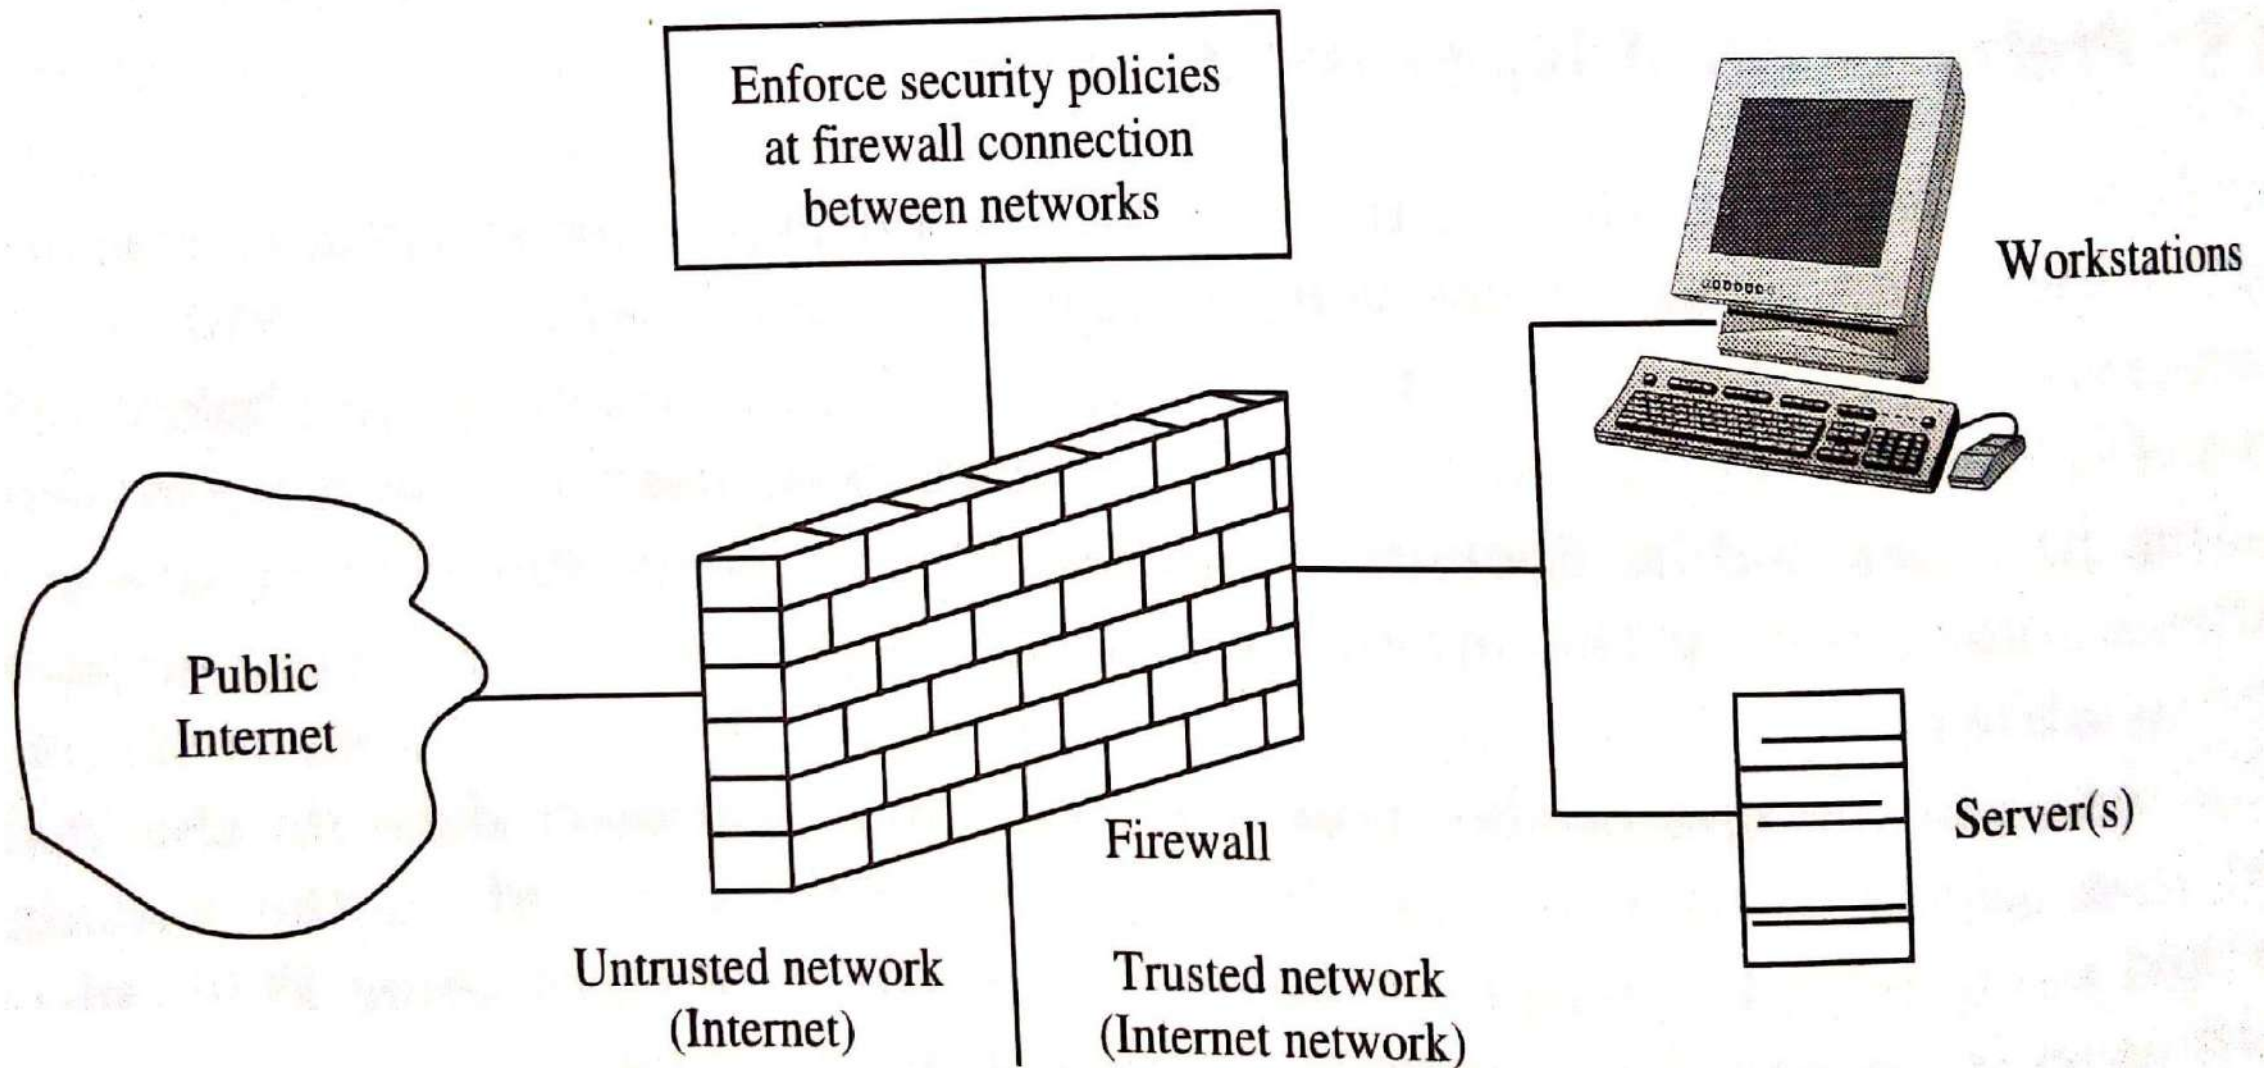 Enforce security policies
at firewall connection
between networks
Workstations
Public
Internet
Firewall
Server(s)
Untrusted network
(Internet)
Trusted network
(Internet network)